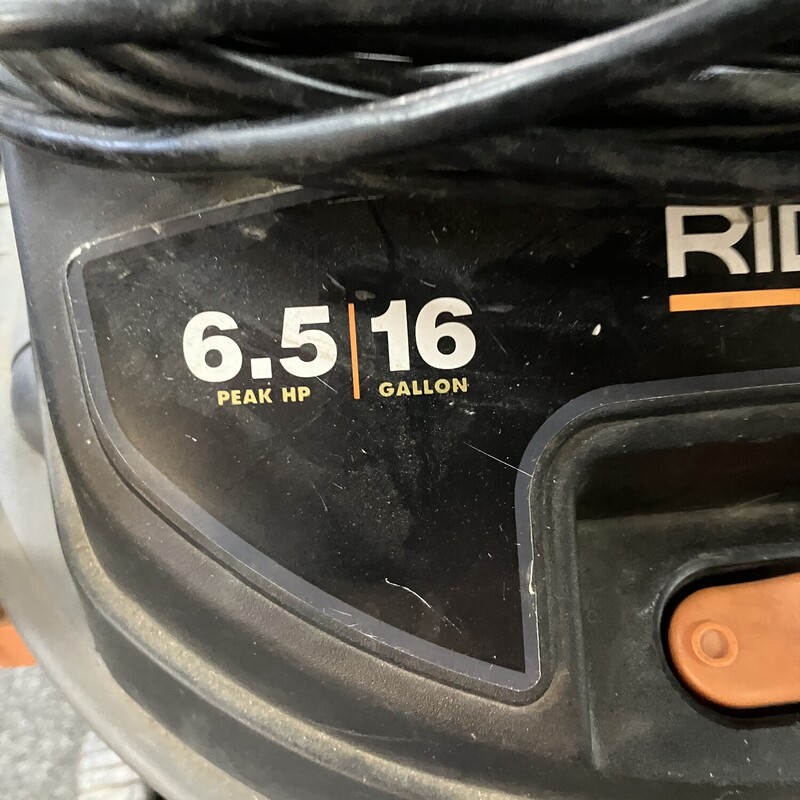 RID
6.5 | 16
PEAK HP GALLON